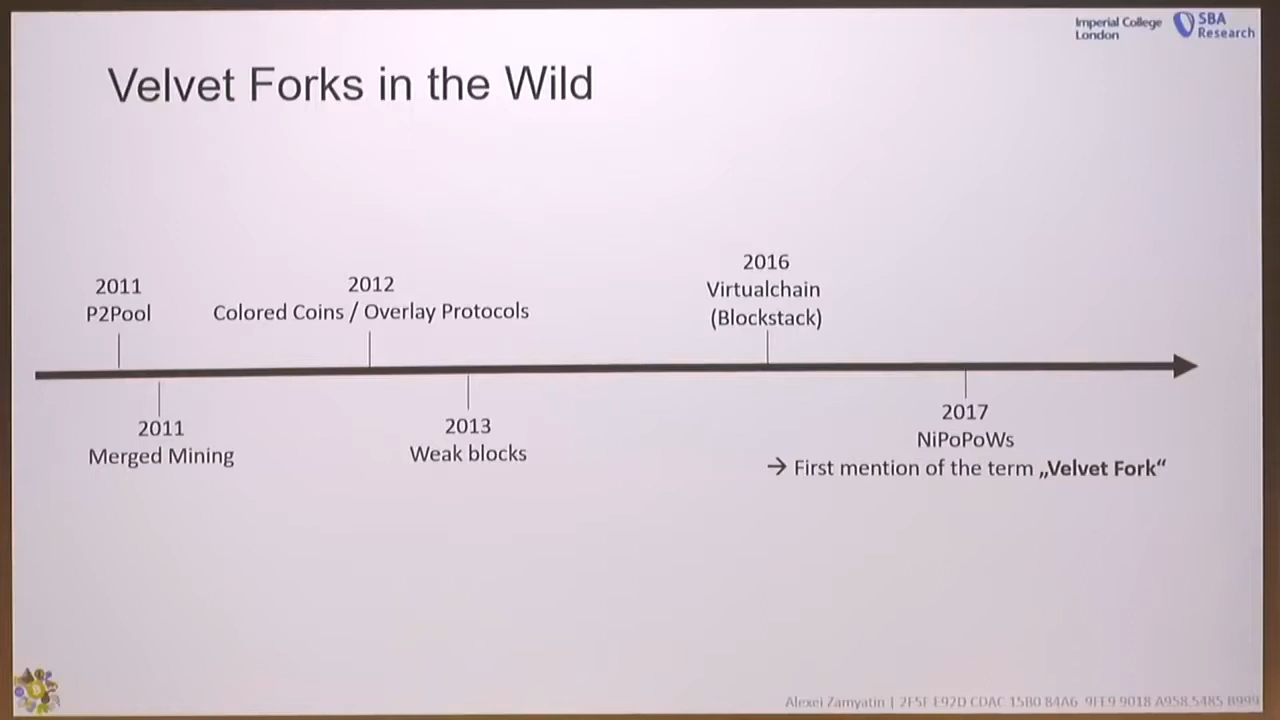 Imperial College
London
SBA
Research
Velvet Forks in the Wild
2011
P2Pool
2012
Colored Coins / Overlay Protocols
2016
Virtualchain
(Blockstack)
2011
Merged Mining
2013
Weak blocks
2017
NiPoPoWs
→ First mention of the term „Velvet Fork“
Alexei Zamyatin | 2F5F E92D CDAC 15B0 84A6 9FF9 9018 A958 5485 B999